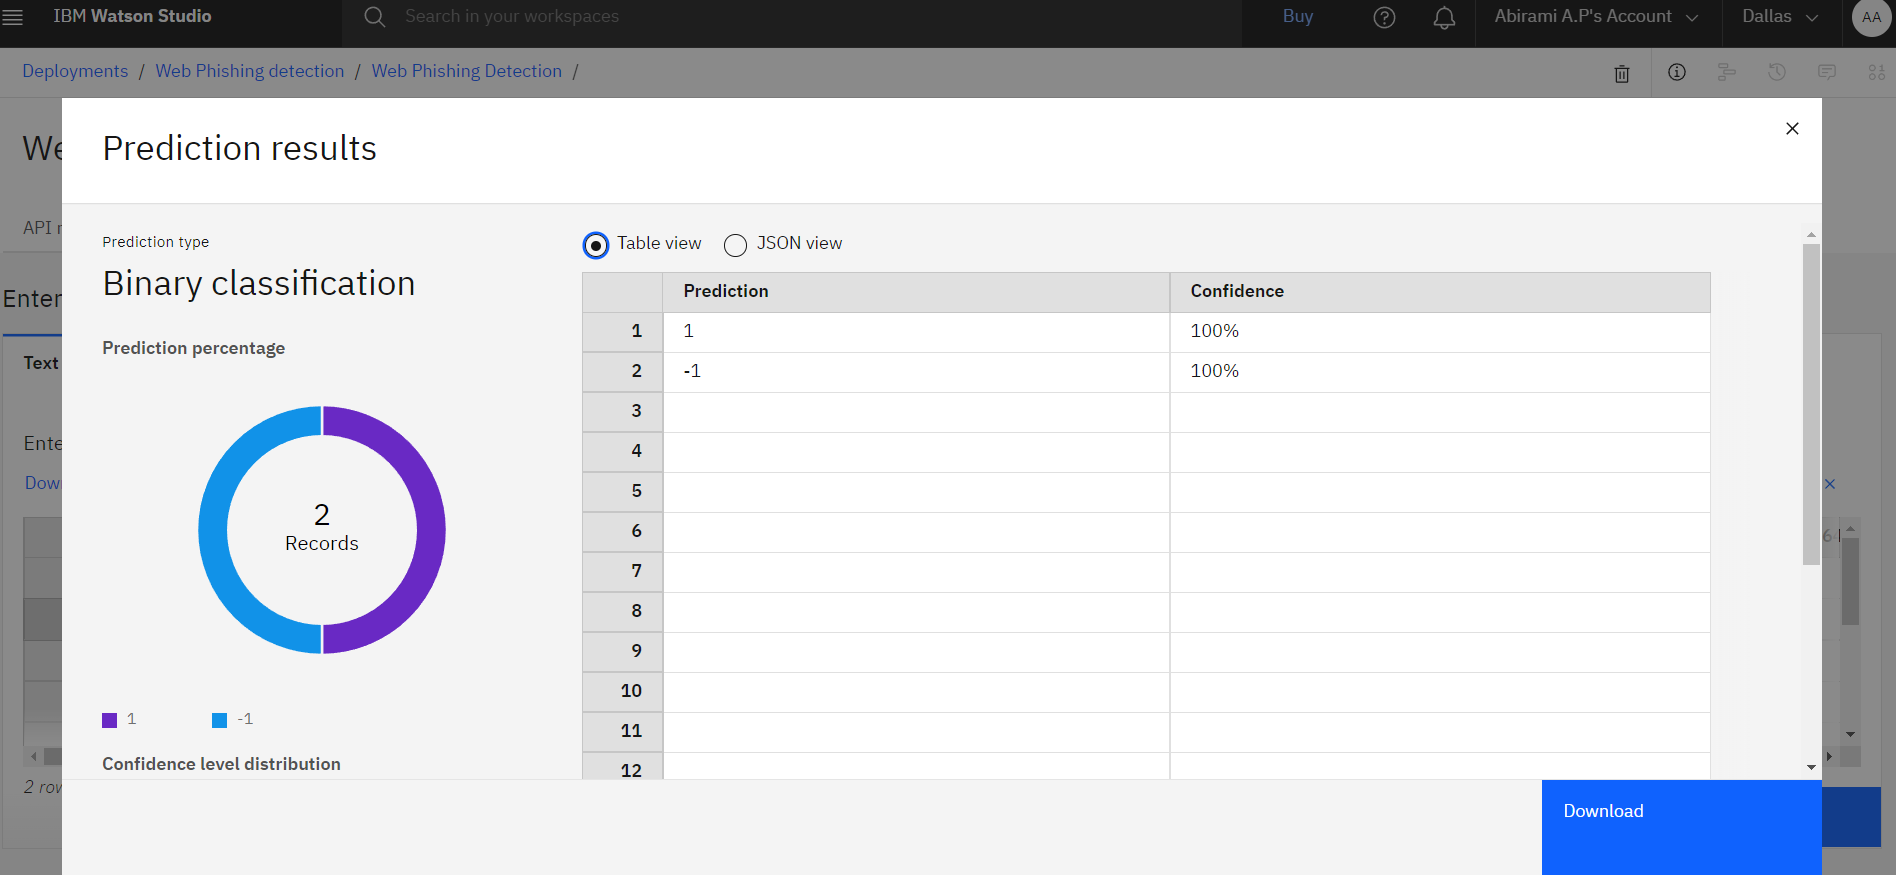 IBM Watson Studio
Search in your workspaces
Buy
Abirami A.P's Account
Dallas
AA
Deployments / Web Phishing detection / Web Phishing Detection /
We
API r
Enter
Text
Ente
Dow
2 row
Prediction results
Prediction type
Binary classification
Prediction percentage
2
Records
1
-1
Confidence level distribution
Table view
JSON view
Prediction Confidence
1 1 100%
2 -1 100%
3
4
5
6
7
8
9
10
11
12
Download